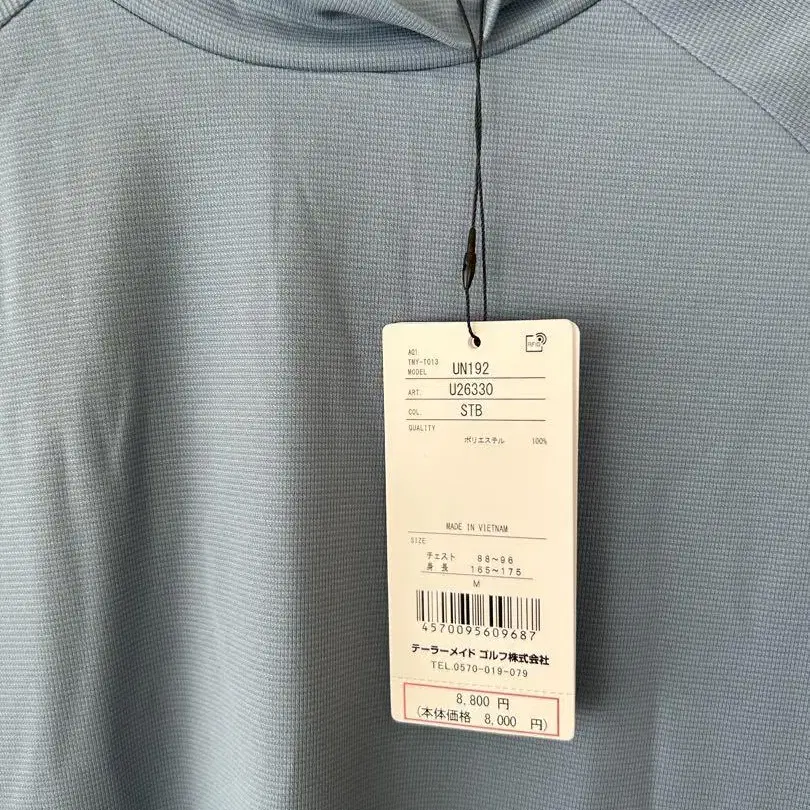 RFID
AQ1
TMY-TO13
MODEL UN192
ART. U26330
COL. STB
QUALITY
ポリエステル 100%
MADE IN VIETNAM
SIZE
チェスト 88~96
身長 165~175
M
4570095609687
テーラーメイド ゴルフ株式会社
TEL.0570-019-079
8,800 円
(本体価格 8,000 円)